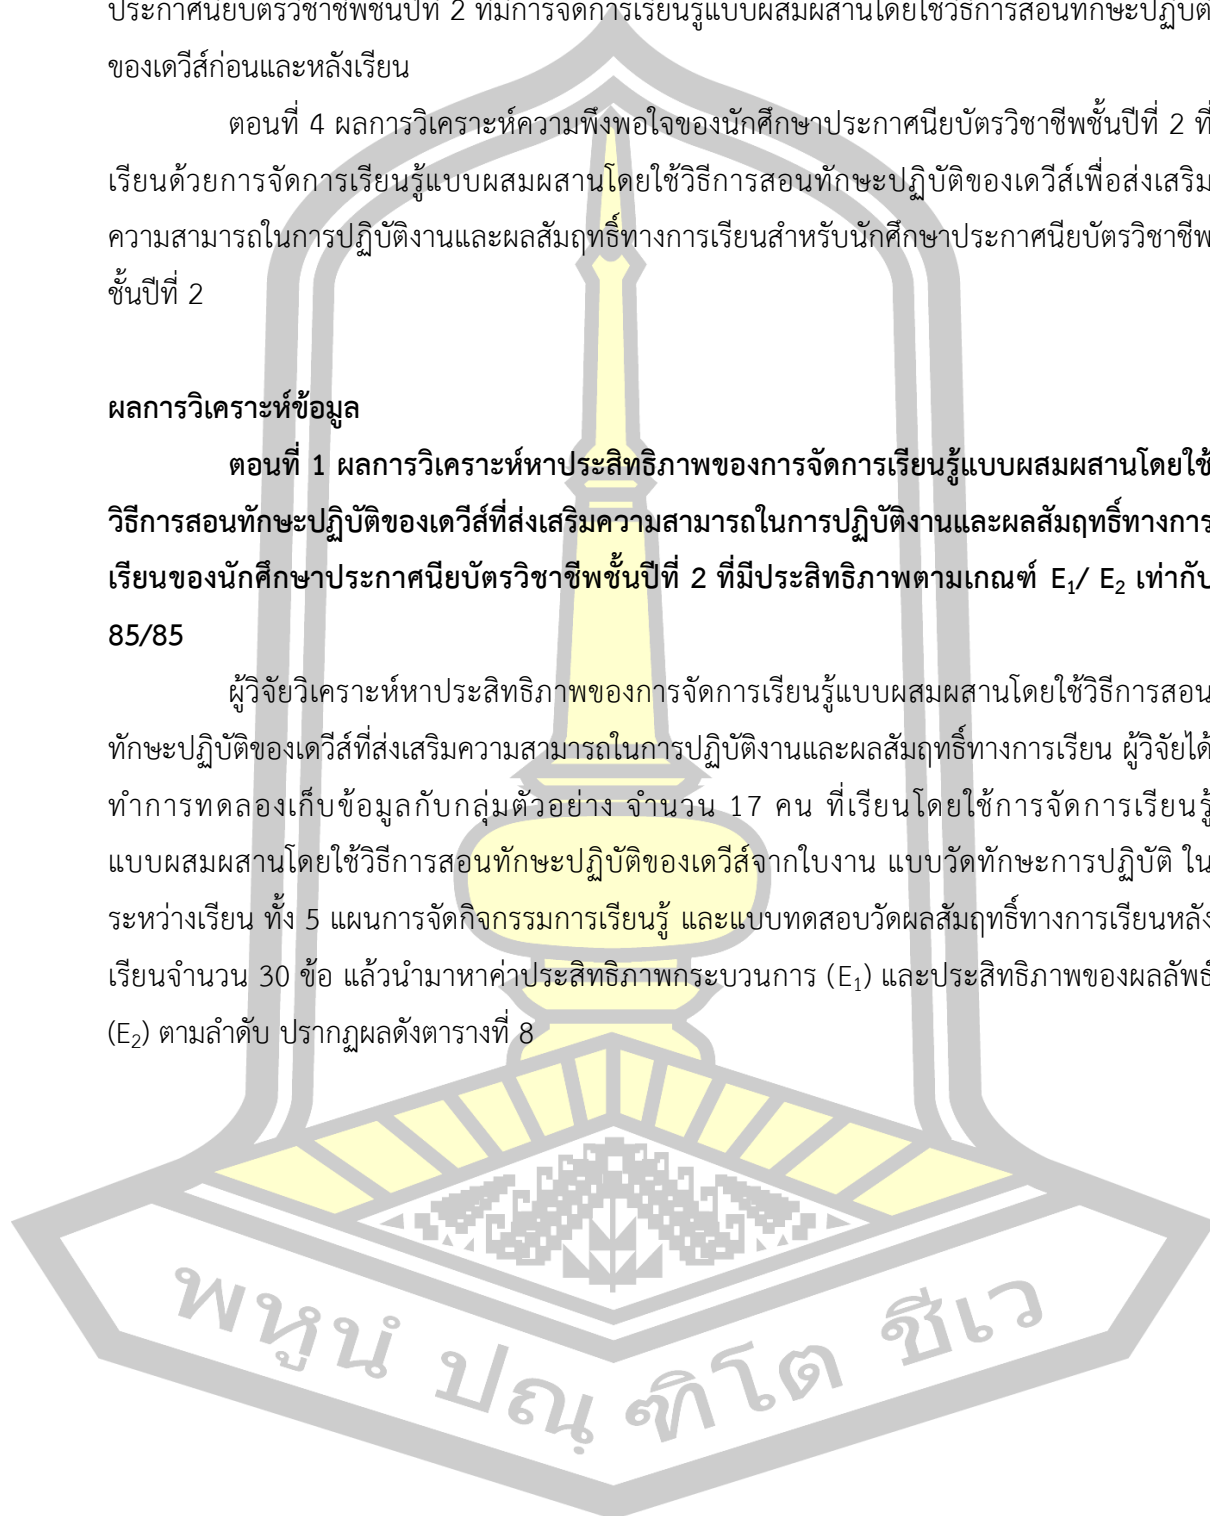 ประกาศนียบัตรวิชาชีพชั้นปีที่ 2 ที่มีการจัดการเรียนรู้แบบผสมผสานโดยใช้วิธีการสอนทักษะปฏิบัติ
ของเดวีส์ก่อนและหลังเรียน
ตอนที่ 4 ผลการวิเคราะห์ความพึงพอใจของนักศึกษาประกาศนียบัตรวิชาชีพชั้นปีที่ 2 ที่
เรียนด้วยการจัดการเรียนรู้แบบผสมผสานโดยใช้วิธีการสอนทักษะปฏิบัติของเดวีส์เพื่อส่งเสริม
ความสามารถในการปฏิบัติงานและผลสัมฤทธิ์ทางการเรียนสำหรับนักศึกษาประกาศนียบัตรวิชาชีพ
ชั้นปีที่ 2
ผลการวิเคราะห์ข้อมูล
ตอนที่ 1 ผลการวิเคราะห์หาประสิทธิภาพของการจัดการเรียนรู้แบบผสมผสานโดยใช้
วิธีการสอนทักษะปฏิบัติของเดวีส์ที่ส่งเสริมความสามารถในการปฏิบัติงานและผลสัมฤทธิ์ทางการ
เรียนของนักศึกษาประกาศนียบัตรวิชาชีพชั้นปีที่ 2 ที่มีประสิทธิภาพตามเกณฑ์ E₁/ E₂ เท่ากับ
85/85
ผู้วิจัยวิเคราะห์หาประสิทธิภาพของการจัดการเรียนรู้แบบผสมผสานโดยใช้วิธีการสอน
ทักษะปฏิบัติของเดวีส์ที่ส่งเสริมความสามารถในการปฏิบัติงานและผลสัมฤทธิ์ทางการเรียน ผู้วิจัยได้
ทำการทดลองเก็บข้อมูลกับกลุ่มตัวอย่าง จำนวน 17 คน ที่เรียนโดยใช้การจัดการเรียนรู้
แบบผสมผสานโดยใช้วิธีการสอนทักษะปฏิบัติของเดวีส์จากใบงาน แบบวัดทักษะการปฏิบัติ ใน
ระหว่างเรียน ทั้ง 5 แผนการจัดกิจกรรมการเรียนรู้ และแบบทดสอบวัดผลสัมฤทธิ์ทางการเรียนหลัง
เรียนจำนวน 30 ข้อ แล้วนำมาหาค่าประสิทธิภาพกระบวนการ (E₁) และประสิทธิภาพของผลลัพธ์
(E₂) ตามลำดับ ปรากฏผลดังตารางที่ 8
พหูนํ ปณฺฑิโต ชีเว